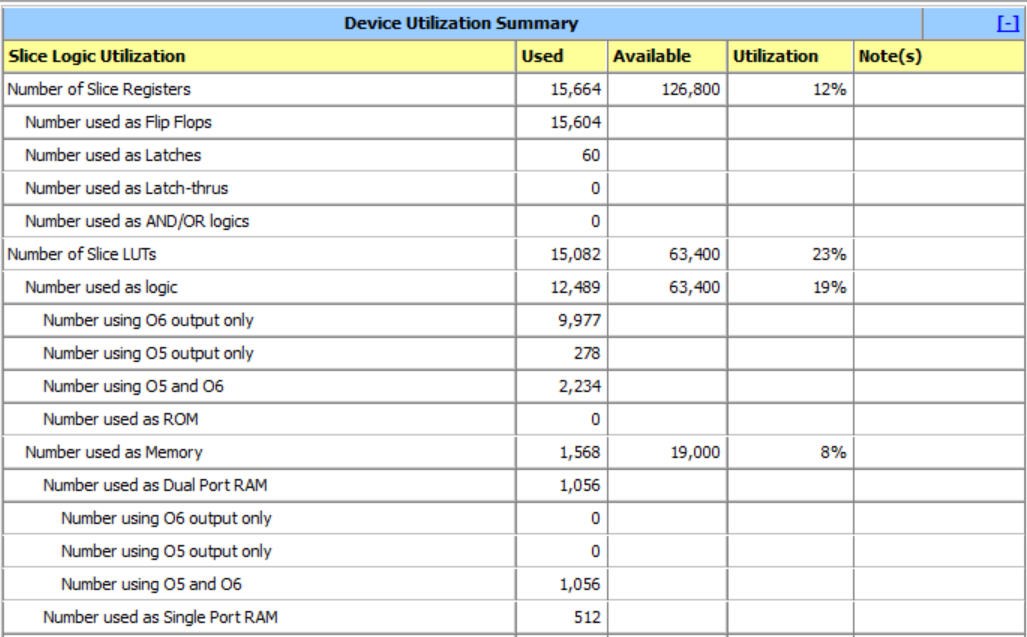 Device Utilization Summary [-]
Slice Logic Utilization Used Available Utilization Note(s)
Number of Slice Registers 15,664 126,800 12%
Number used as Flip Flops 15,604
Number used as Latches 60
Number used as Latch-thrus 0
Number used as AND/OR logics 0
Number of Slice LUTs 15,082 63,400 23%
Number used as logic 12,489 63,400 19%
Number using O6 output only 9,977
Number using O5 output only 278
Number using O5 and O6 2,234
Number used as ROM 0
Number used as Memory 1,568 19,000 8%
Number used as Dual Port RAM 1,056
Number using O6 output only 0
Number using O5 output only 0
Number using O5 and O6 1,056
Number used as Single Port RAM 512